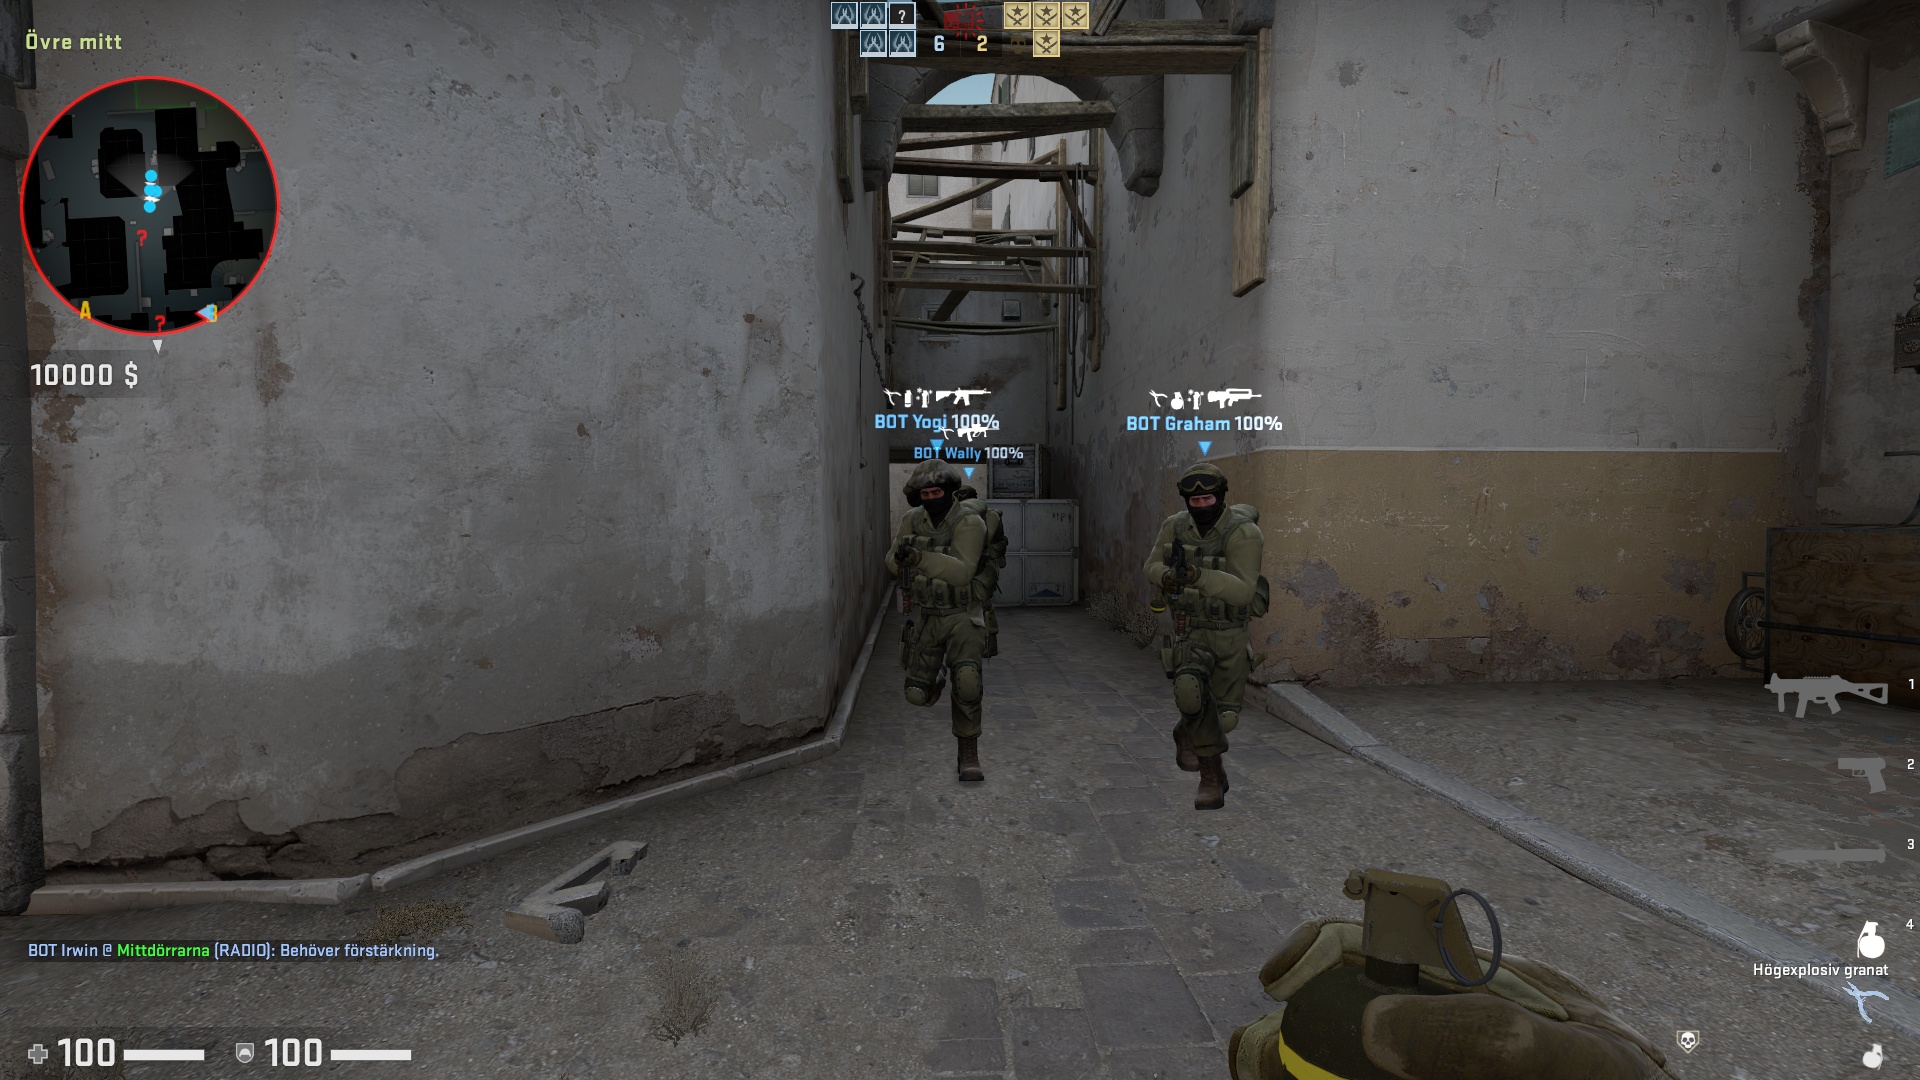 ?
Övre mitt
6 2
?
A
?
B
10000 $
BOT Yogi 100%
BOT Graham 100%
BOT Wally 100%
1
2
3
4
BOT Irwin @ Mittdörrarna (RADIO): Behöver förstärkning.
Högexplosiv granat
100 100